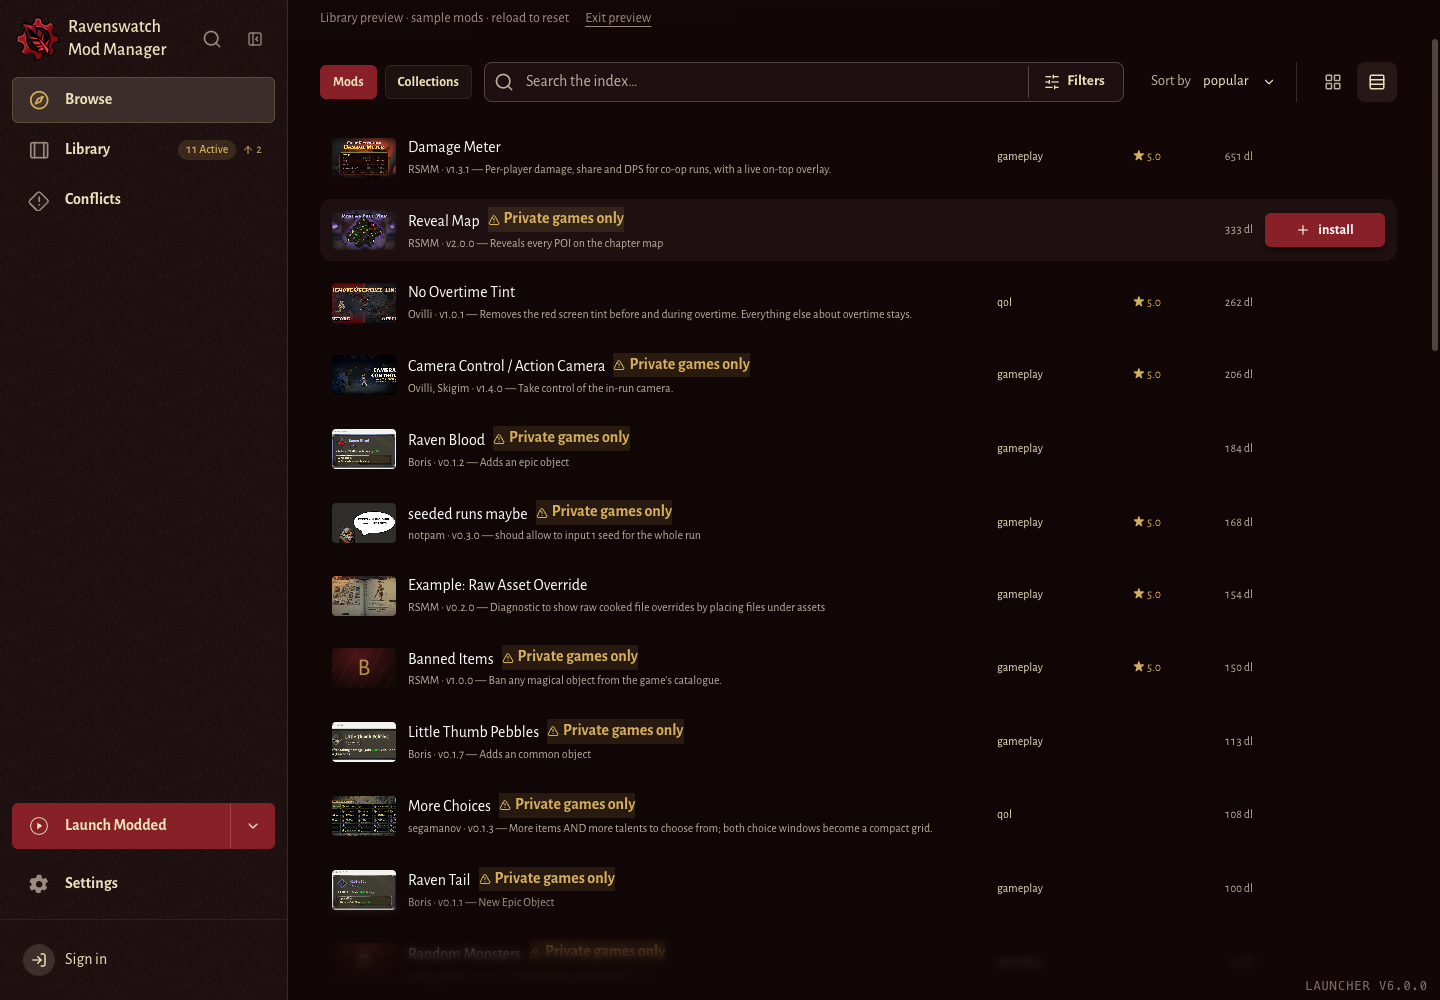 Ravenswatch
Mod Manager
Browse
Library
11 Active
2
Conflicts
Launch Modded
Settings
Sign in
Library preview · sample mods · reload to reset
Exit preview
Mods
Collections
Search the index...
Filters
Sort by
popular
Damage Meter
RSMM · v1.3.1 — Per-player damage, share and DPS for co-op runs, with a live on-top overlay.
gameplay
5.0
651 dl
Reveal Map
Private games only
RSMM · v2.0.0 — Reveals every POI on the chapter map
333 dl
install
No Overtime Tint
Ovilli · v1.0.1 — Removes the red screen tint before and during overtime. Everything else about overtime stays.
qol
5.0
262 dl
Camera Control / Action Camera
Private games only
Ovilli, Skigim · v1.4.0 — Take control of the in-run camera.
gameplay
5.0
206 dl
Raven Blood
Private games only
Boris · v0.1.2 — Adds an epic object
gameplay
184 dl
seeded runs maybe
Private games only
notpam · v0.3.0 — shoud allow to input 1 seed for the whole run
gameplay
5.0
168 dl
Example: Raw Asset Override
RSMM · v0.2.0 — Diagnostic to show raw cooked file overrides by placing files under assets
gameplay
5.0
154 dl
B
Banned Items
Private games only
RSMM · v1.0.0 — Ban any magical object from the game's catalogue.
gameplay
5.0
150 dl
Little Thumb Pebbles
Private games only
Boris · v0.1.7 — Adds an common object
gameplay
113 dl
More Choices
Private games only
segamanov · v0.1.3 — More items AND more talents to choose from; both choice windows become a compact grid.
qol
108 dl
Raven Tail
Private games only
Boris · v0.1.1 — New Epic Object
gameplay
100 dl
Random Monsters
Private games only
LAUNCHER V6.0.0